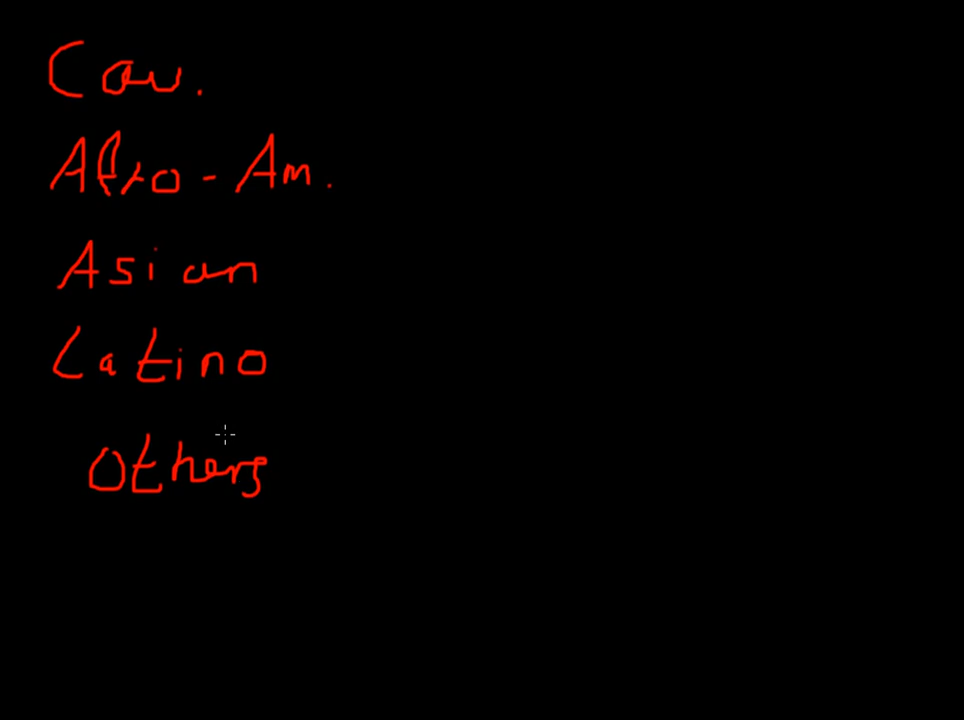 Cau.
Afro-Am.
Asian
Latino
Others